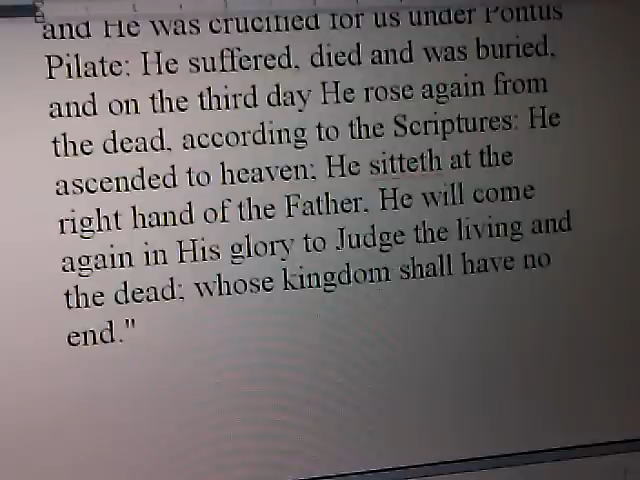 and He was crucified for us under Pontus
Pilate: He suffered, died and was buried,
and on the third day He rose again from
the dead, according to the Scriptures: He
ascended to heaven; He sitteth at the
right hand of the Father. He will come
again in His glory to Judge the living and
the dead; whose kingdom shall have no
end."